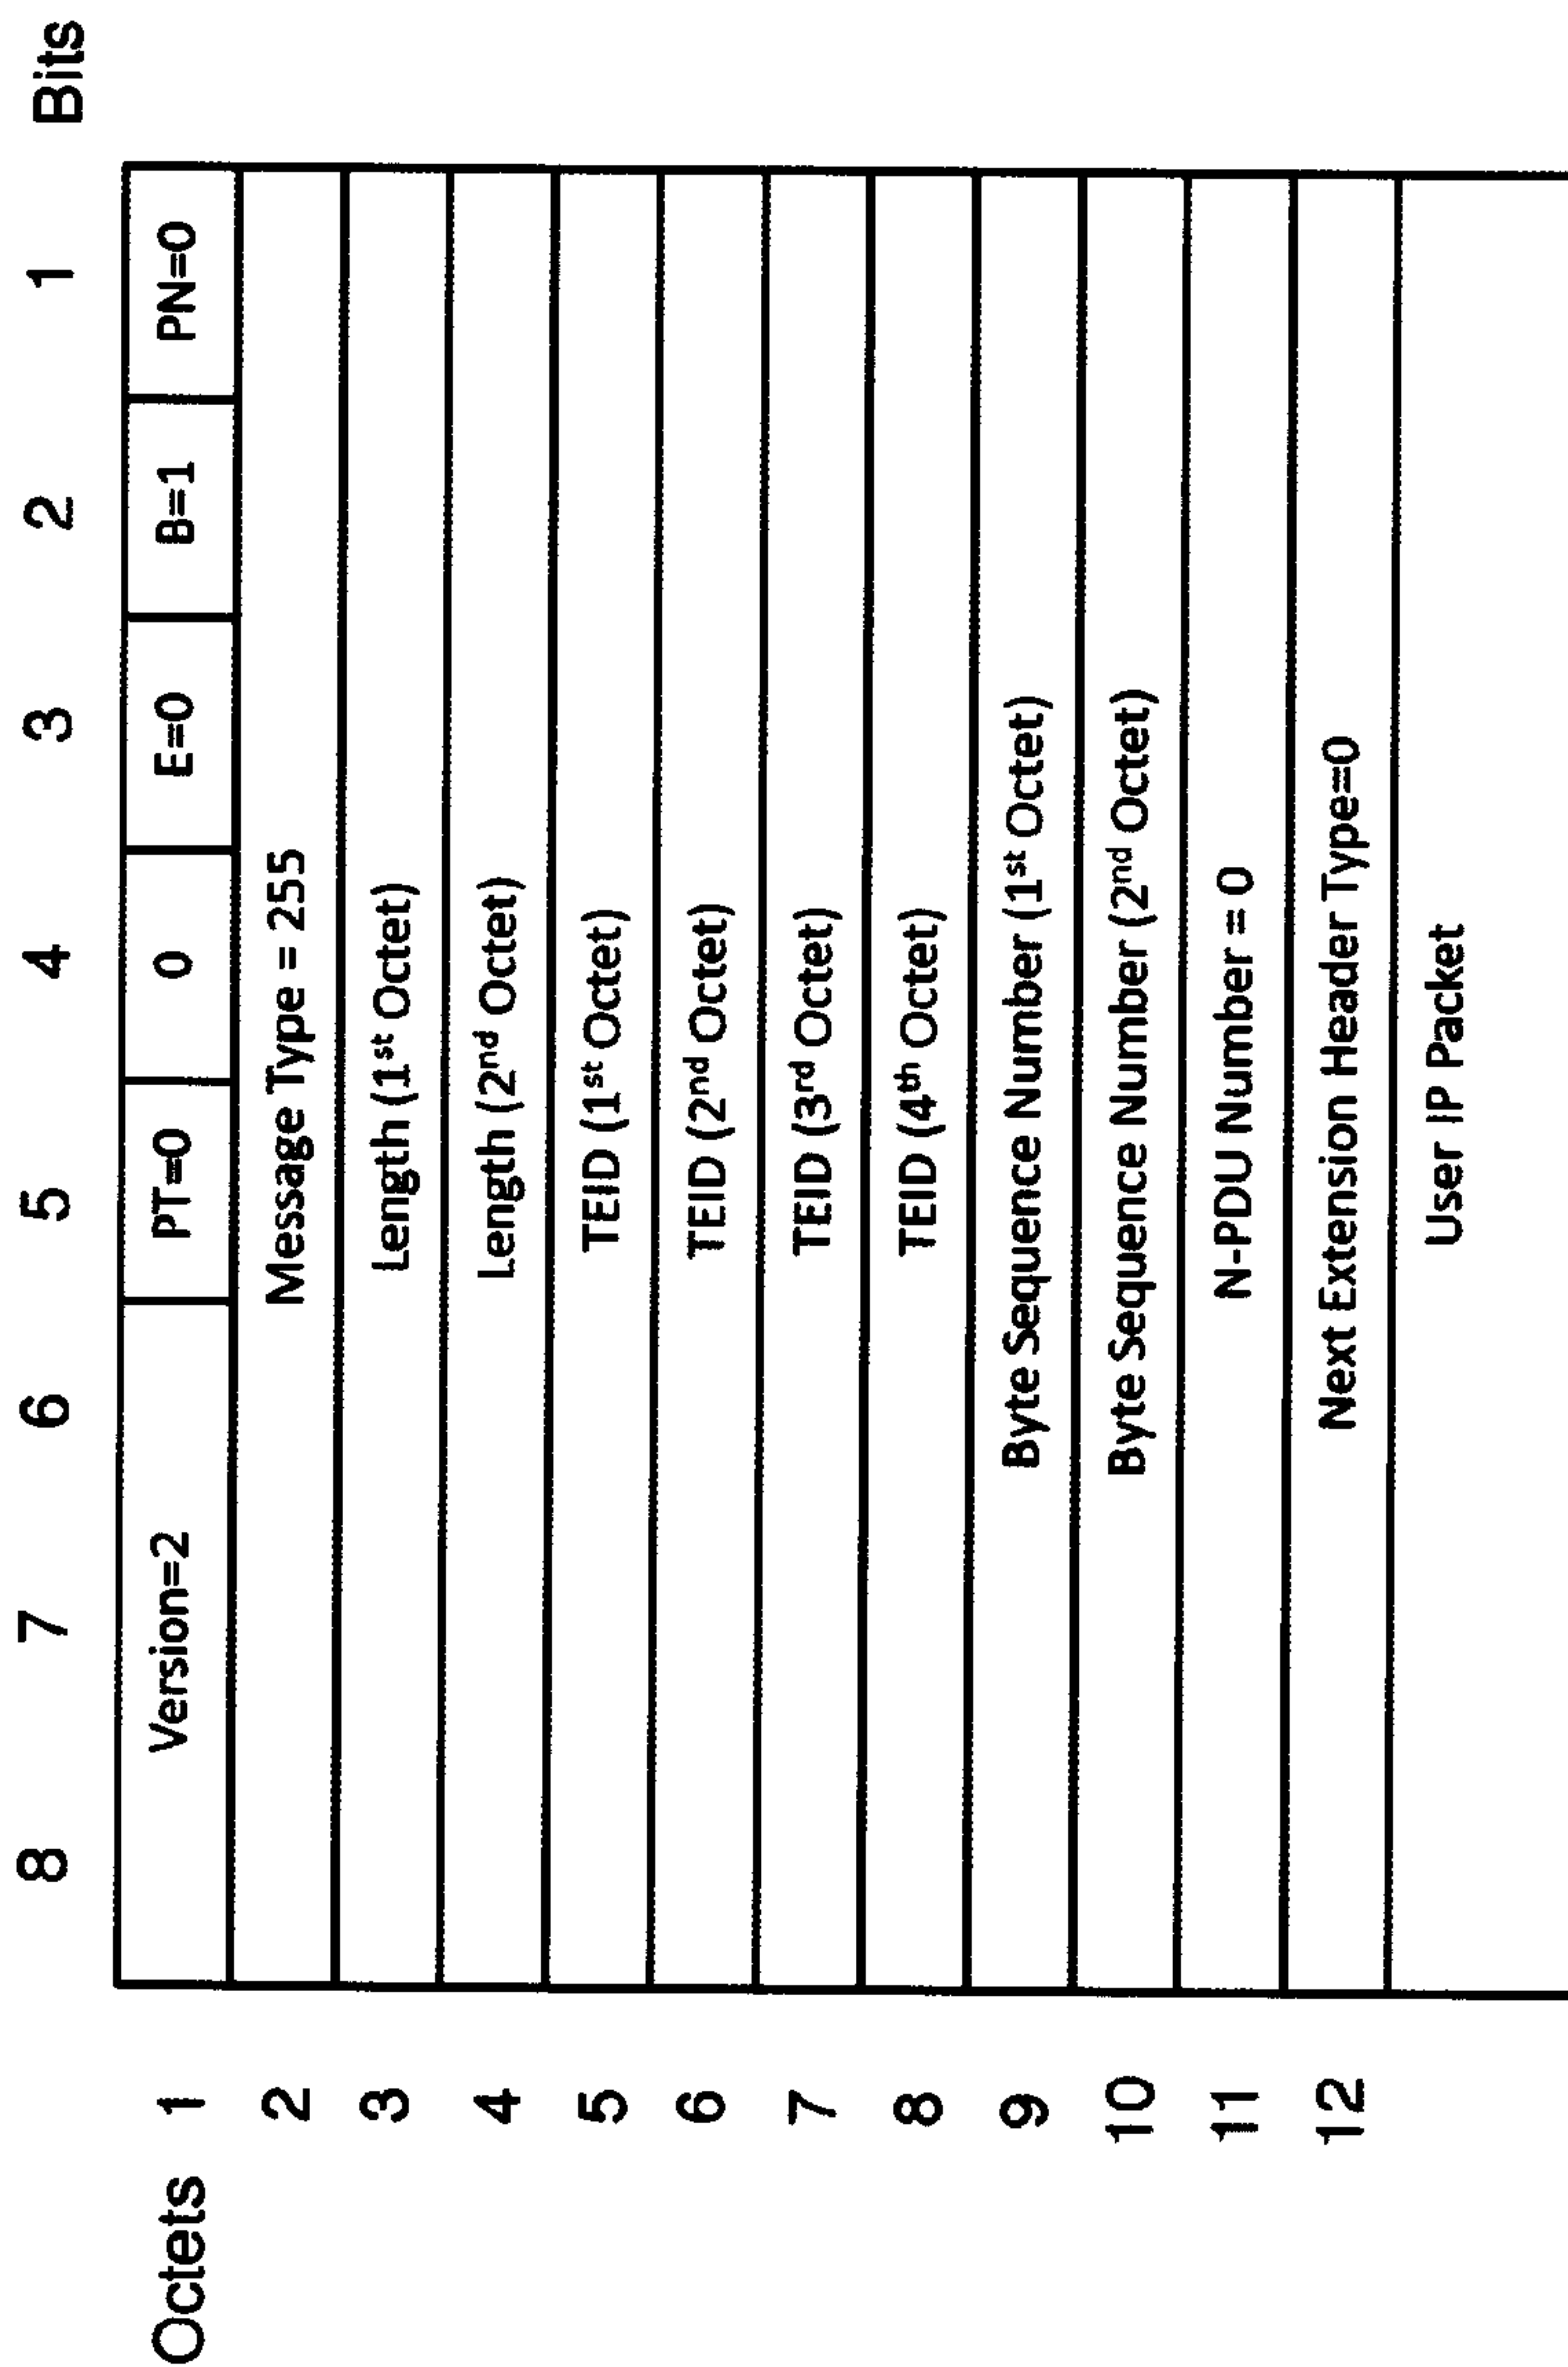 8 7 6 5 4 3 2 1 Bits
Octets 1 Version=2 PT=0 0 E=0 B=1 PN=0
2 Message Type = 255
3 Length (1st Octet)
4 Length (2nd Octet)
5 TEID (1st Octet)
6 TEID (2nd Octet)
7 TEID (3rd Octet)
8 TEID (4th Octet)
9 Byte Sequence Number (1st Octet)
10 Byte Sequence Number (2nd Octet)
11 N-PDU Number = 0
12 Next Extension Header Type=0
User IP Packet